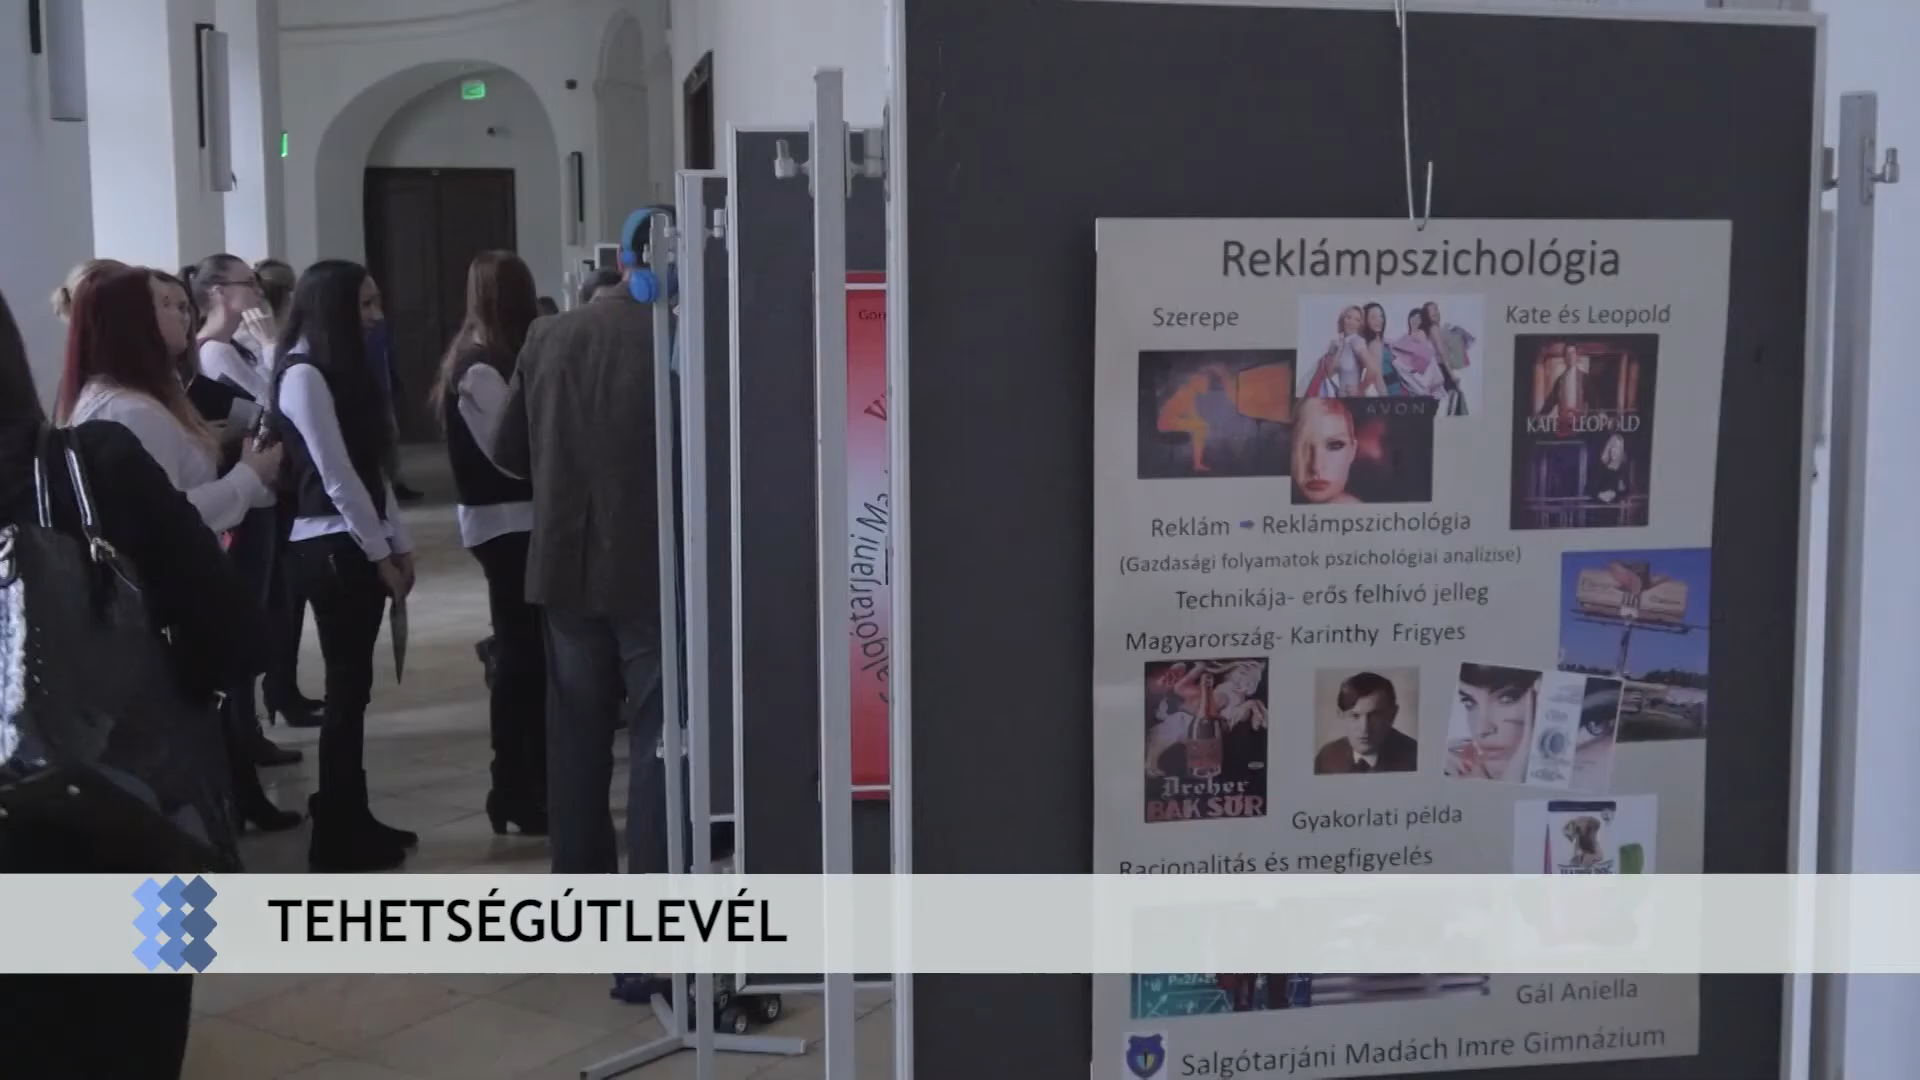 Reklámpszichológia
Szerepe
Kate és Leopold
AVON
KATE LEOPOLD
Reklám Reklámpszichológia
(Gazdasági folyamatok pszichológiai analízise)
Technikája- erős felhívó jelleg
Magyarország- Karinthy Frigyes
Dreher
BAK SÖR
Gyakorlati példa
Racionalitás és megfigyelés
TEHETSÉGÚTLEVÉL
Gál Aniella
Salgótarjáni Madách Imre Gimnázium